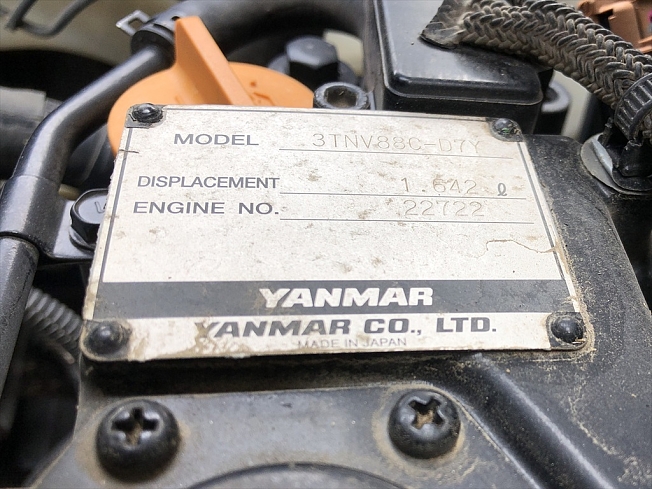 MODEL 3TNV88C-D7Y
DISPLACEMENT 1.642 ℓ
ENGINE NO. 22722
YANMAR
YANMAR CO., LTD.
MADE IN JAPAN